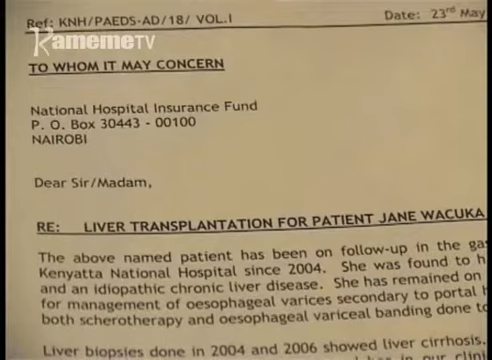 Ref: KNH/PAEDS-AD/18/ VOL.I
Date: 23rd May
Kameme TV
TO WHOM IT MAY CONCERN
National Hospital Insurance Fund
P. O. Box 30443 - 00100
NAIROBI
Dear Sir/Madam,
RE: LIVER TRANSPLANTATION FOR PATIENT JANE WACUKA
The above named patient has been on follow-up in the
Kenyatta National Hospital since 2004. She was found to
and an idiopathic chronic liver disease. She has remained on
for management of oesophageal varices secondary to portal
both scherotherapy and oesophageal variceal banding done
Liver biopsies done in 2004 and 2006 showed liver cirrhosis.
in our